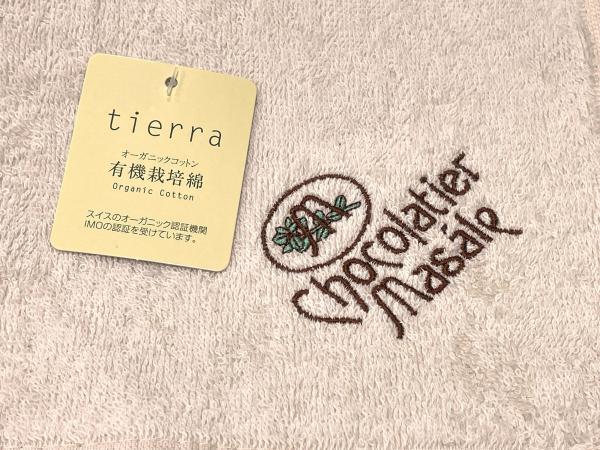 tierra
オーガニックコットン
有機栽培綿
Organic Cotton
スイスのオーガニック認証機関
IMOの認証を受けています。
M
Chocolatier
Masále